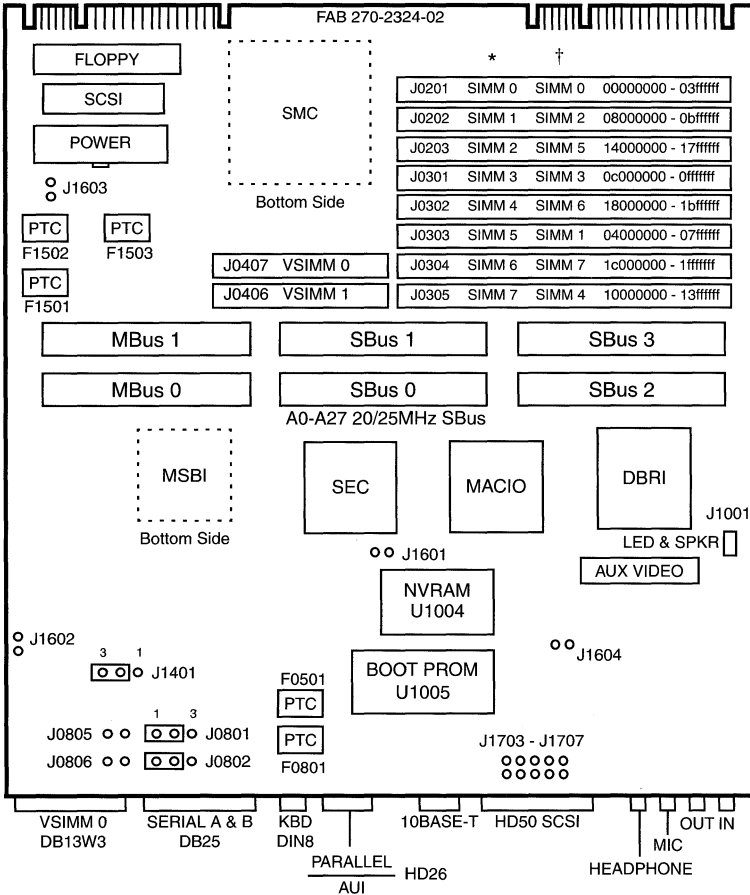 FAB 270-2324-02
FLOPPY
SCSI
POWER
J1603
PTC
F1502
PTC
F1503
PTC
F1501
SMC
Bottom Side
* †
J0201 SIMM 0 SIMM 0 00000000 - 03ffffff
J0202 SIMM 1 SIMM 2 08000000 - 0bffffff
J0203 SIMM 2 SIMM 5 14000000 - 17ffffff
J0301 SIMM 3 SIMM 3 0c000000 - 0fffffff
J0302 SIMM 4 SIMM 6 18000000 - 1bffffff
J0303 SIMM 5 SIMM 1 04000000 - 07ffffff
J0304 SIMM 6 SIMM 7 1c000000 - 1fffffff
J0305 SIMM 7 SIMM 4 10000000 - 13ffffff
J0407 VSIMM 0
J0406 VSIMM 1
MBus 1
SBus 1
SBus 3
MBus 0
SBus 0
SBus 2
A0-A27 20/25MHz SBus
MSBI
Bottom Side
SEC
MACIO
DBRI
J1001
LED & SPKR
AUX VIDEO
J1601
NVRAM
U1004
J1602
3 1
J1401
BOOT PROM
U1005
J1604
F0501
PTC
PTC
F0801
1 3
J0805 J0801
J0806 J0802
J1703 - J1707
VSIMM 0
DB13W3
SERIAL A & B
DB25
KBD
DIN8
PARALLEL
AUI
HD26
10BASE-T
HD50 SCSI
HEADPHONE
MIC
OUT IN